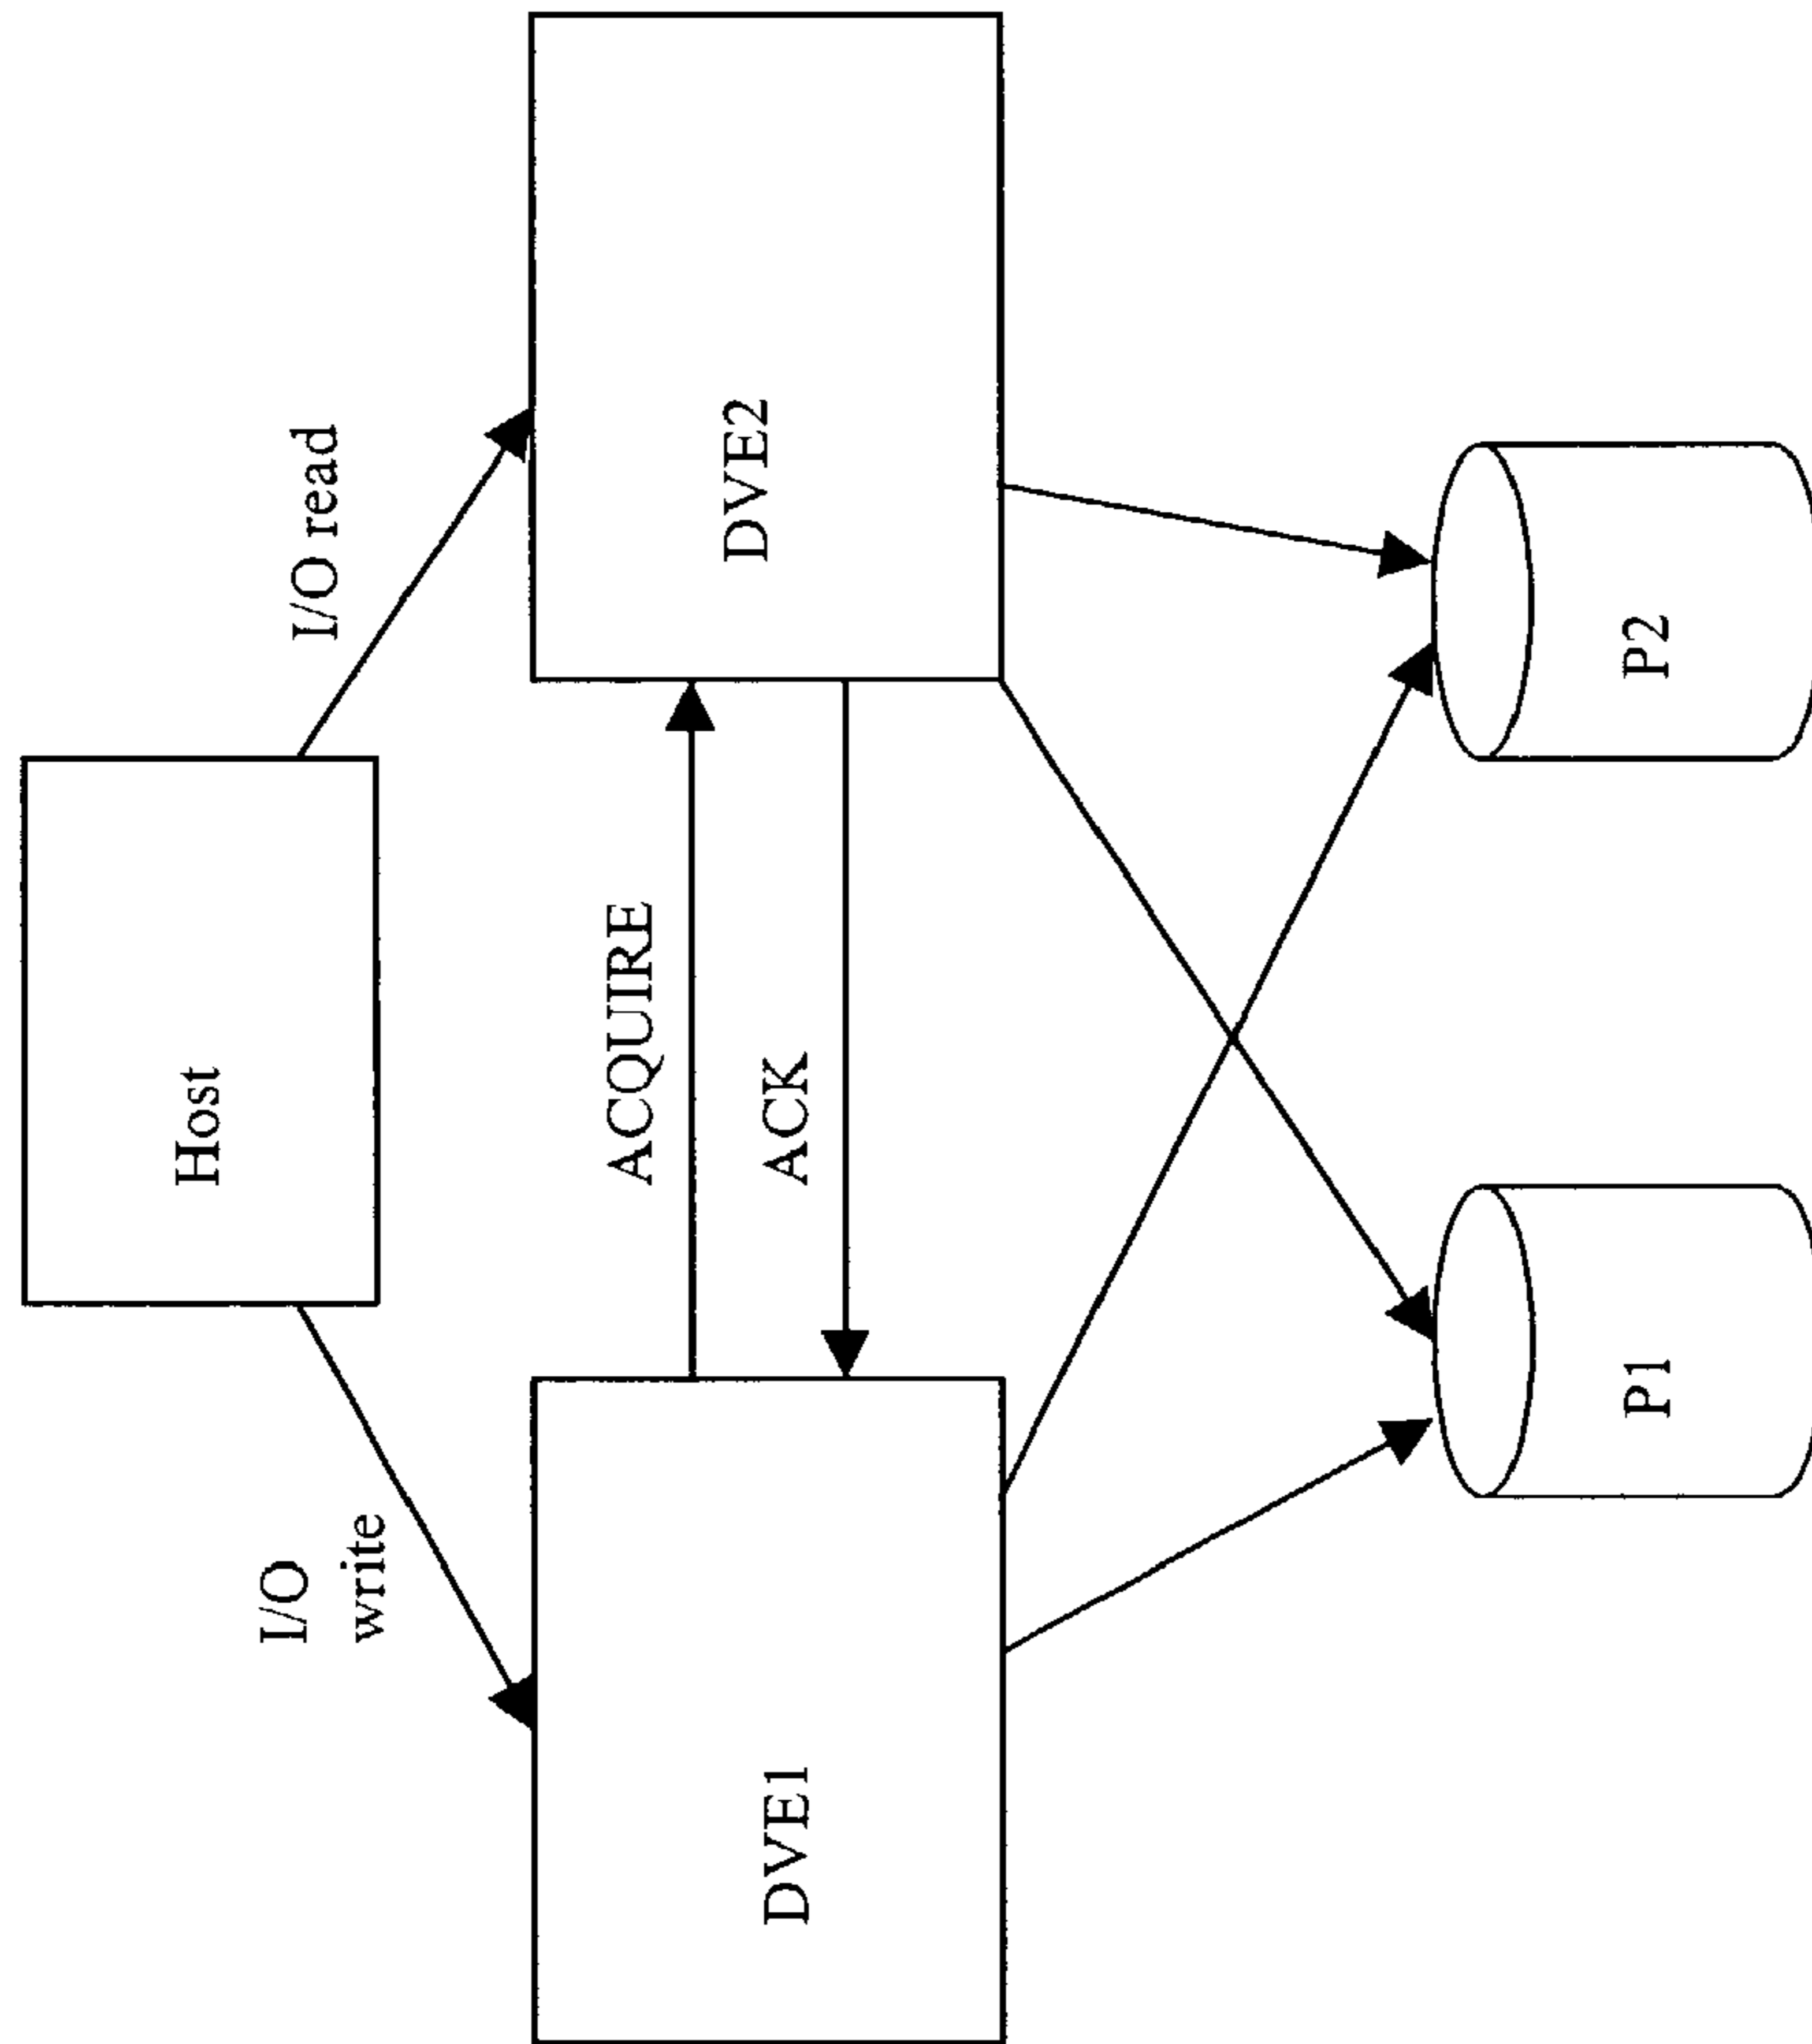 Host
I/O
write
I/O read
ACQUIRE
ACK
DVE1
DVE2
P1
P2